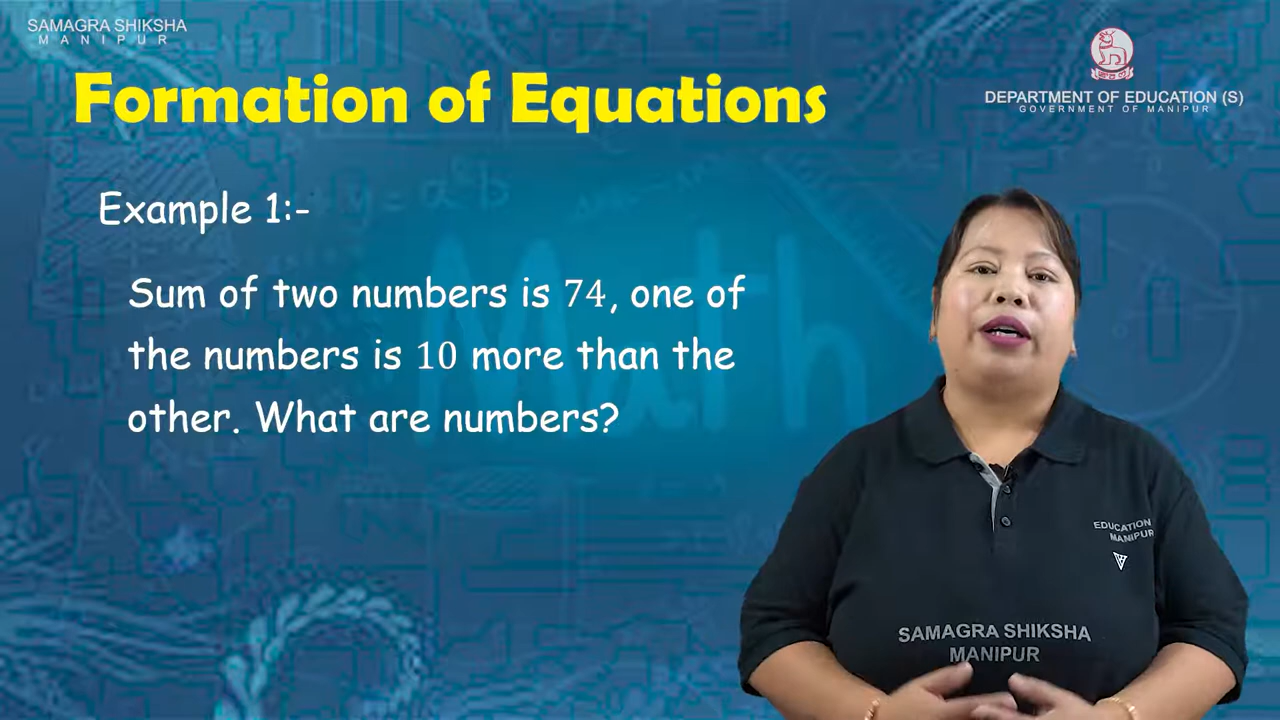 SAMAGRA SHIKSHA
MANIPUR
DEPARTMENT OF EDUCATION (S)
GOVERNMENT OF MANIPUR
Formation of Equations
Example 1:-
Sum of two numbers is 74, one of
the numbers is 10 more than the
other. What are numbers?
Math
EDUCATION
MANIPUR
SAMAGRA SHIKSHA
MANIPUR